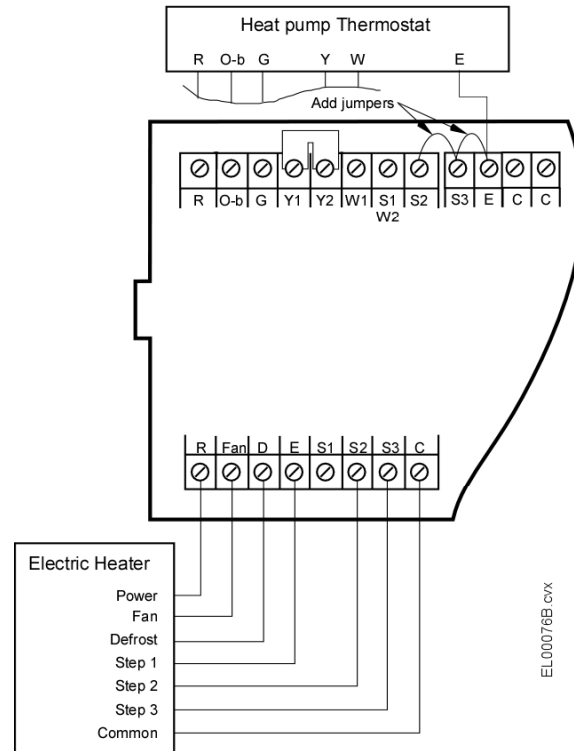 Heat pump Thermostat
R O-b G Y W E
Add jumpers
R O-b G Y1 Y2 W1 S1 S2 S3 E C C
W2
R Fan D E S1 S2 S3 C
Electric Heater
Power
Fan
Defrost
Step 1
Step 2
Step 3
Common
EL00076B.cvx